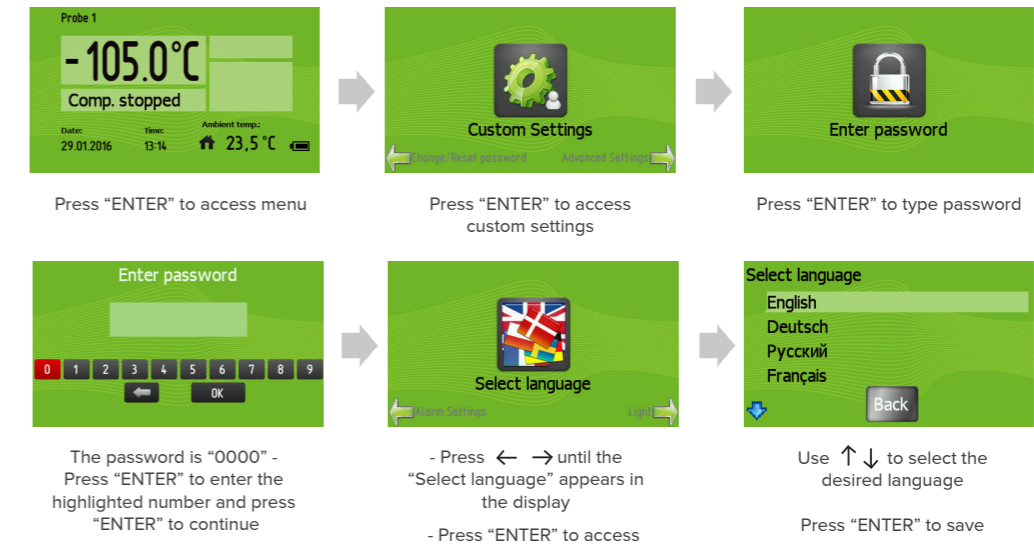 Probe 1
- 105.0°C
Comp. stopped
Date: Time: Ambient temp.:
29.01.2016 13:14 23,5 °C
Press “ENTER” to access menu
Custom Settings
Change/Reset password Advanced Settings
Press “ENTER” to access
custom settings
Enter password
Press “ENTER” to type password
Enter password
0 1 2 3 4 5 6 7 8 9
OK
The password is “0000” -
Press “ENTER” to enter the
highlighted number and press
“ENTER” to continue
Select language
Alarm Settings Light
- Press ← → until the
“Select language” appears in
the display
- Press “ENTER” to access
Select language
English
Deutsch
Русский
Français
Back
Use ↑ ↓ to select the
desired language
Press “ENTER” to save